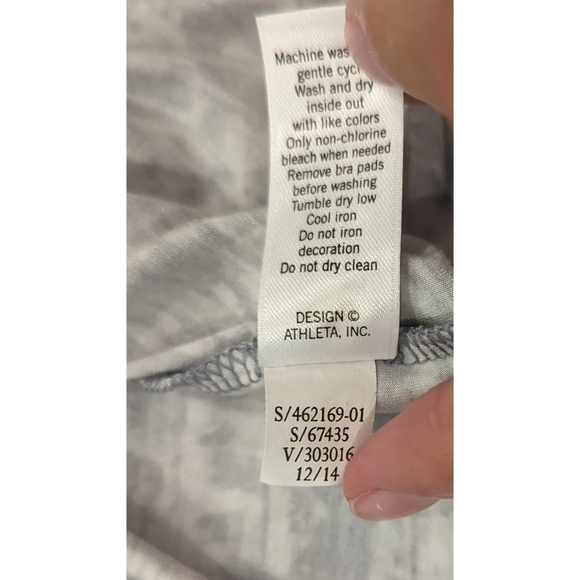 Machine
gentle
Wash and dry
inside out
with like colors
Only non-chlorine
bleach when needed
Remove bra pads
before washing
Tumble dry low
Cool iron
Do not iron
decoration
Do not dry clean
DESIGN ©
ATHLETA, INC.
S/462169-01
S/67435
V/303016
12/14